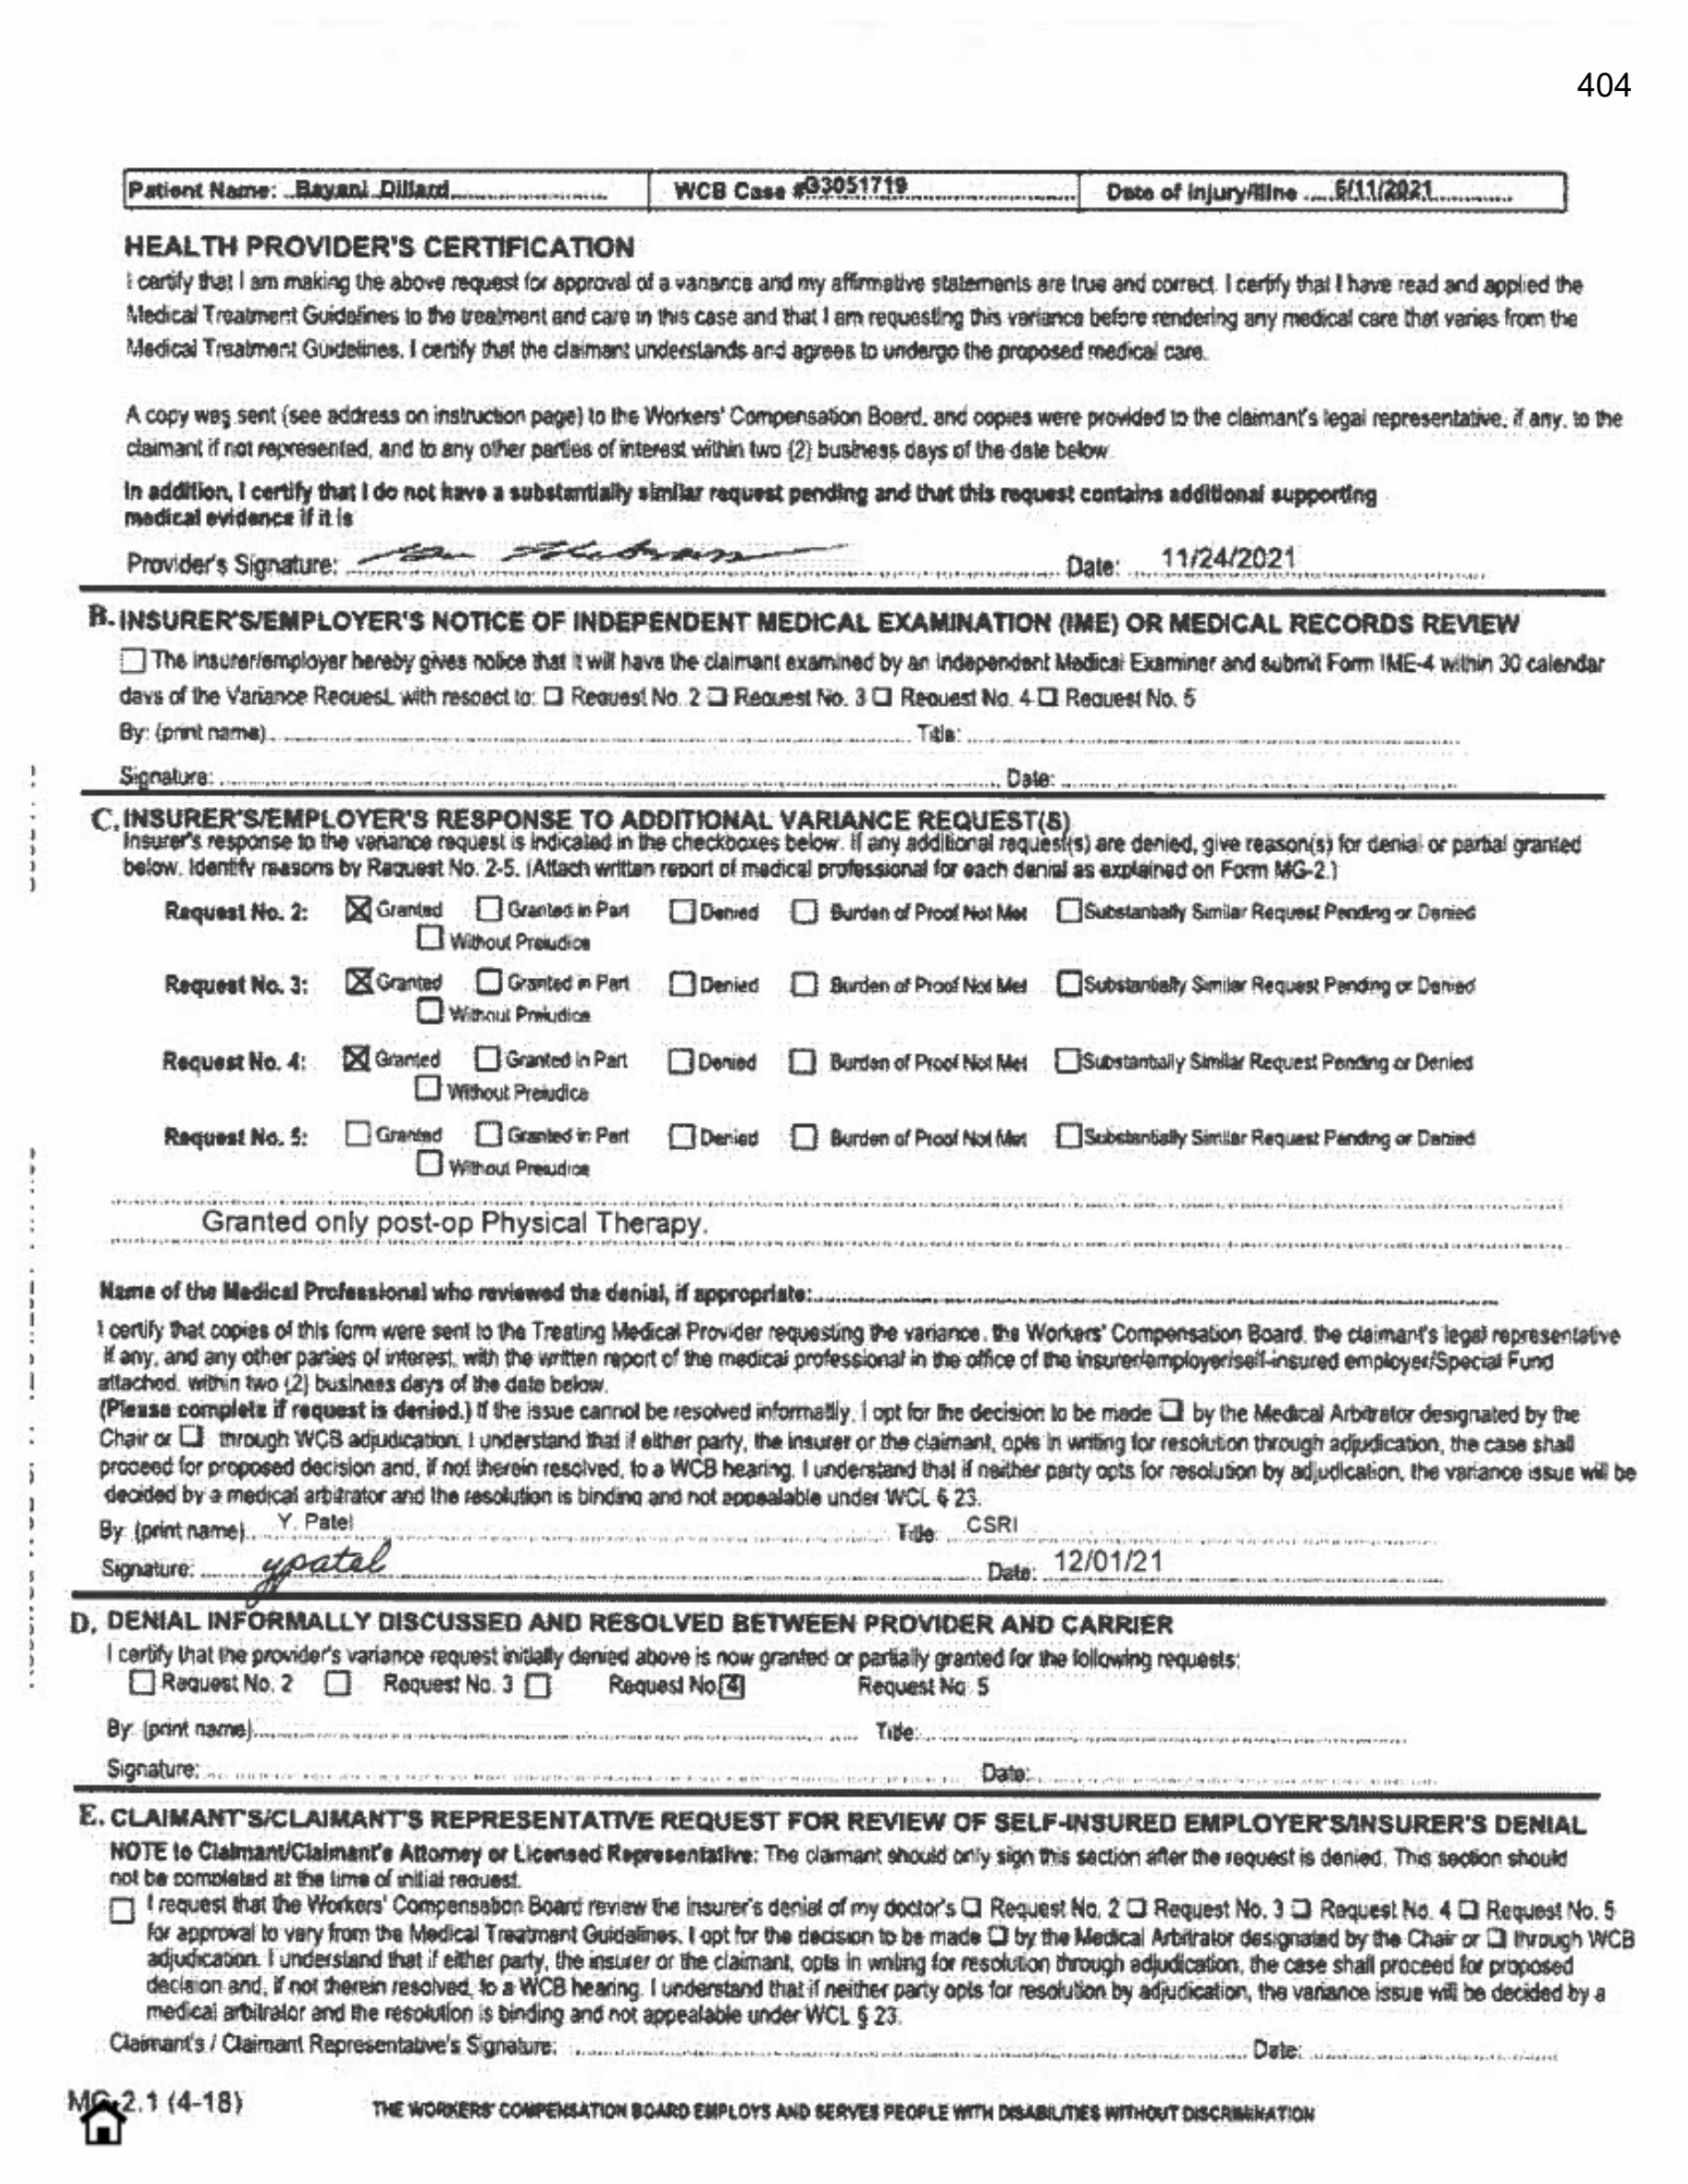 404
Patient Name: Bayani Dillard WCB Case #G3051719 Date of Injury/Illne 6/11/2021
HEALTH PROVIDER'S CERTIFICATION
I certify that I am making the above request for approval of a variance and my affirmative statements are true and correct. I certify that I have read and applied the
Medical Treatment Guidelines to the treatment and care in this case and that I am requesting this variance before rendering any medical care that varies from the
Medical Treatment Guidelines. I certify that the claimant understands and agrees to undergo the proposed medical care.
A copy was sent (see address on instruction page) to the Workers' Compensation Board, and copies were provided to the claimant's legal representative, if any, to the
claimant if not represented, and to any other parties of interest within two (2) business days of the date below.
In addition, I certify that I do not have a substantially similar request pending and that this request contains additional supporting
medical evidence if it is
Provider's Signature: Date: 11/24/2021
B. INSURER'S/EMPLOYER'S NOTICE OF INDEPENDENT MEDICAL EXAMINATION (IME) OR MEDICAL RECORDS REVIEW
☐ The insurer/employer hereby gives notice that it will have the claimant examined by an Independent Medical Examiner and submit Form IME-4 within 30 calendar
days of the Variance Request, with respect to: ☐ Request No. 2 ☐ Request No. 3 ☐ Request No. 4 ☐ Request No. 5
By: (print name) Title:
Signature: Date:
C. INSURER'S/EMPLOYER'S RESPONSE TO ADDITIONAL VARIANCE REQUEST(S)
Insurer's response to the variance request is indicated in the checkboxes below. If any additional request(s) are denied, give reason(s) for denial or partial granted
below. Identify reasons by Request No. 2-5. (Attach written report of medical professional for each denial as explained on Form MG-2.)
Request No. 2: ☒ Granted ☐ Granted in Part ☐ Denied ☐ Burden of Proof Not Met ☐ Substantially Similar Request Pending or Denied
☐ Without Prejudice
Request No. 3: ☒ Granted ☐ Granted in Part ☐ Denied ☐ Burden of Proof Not Met ☐ Substantially Similar Request Pending or Denied
☐ Without Prejudice
Request No. 4: ☒ Granted ☐ Granted in Part ☐ Denied ☐ Burden of Proof Not Met ☐ Substantially Similar Request Pending or Denied
☐ Without Prejudice
Request No. 5: ☐ Granted ☐ Granted in Part ☐ Denied ☐ Burden of Proof Not Met ☐ Substantially Similar Request Pending or Denied
☐ Without Prejudice
Granted only post-op Physical Therapy.
Name of the Medical Professional who reviewed the denial, if appropriate:
I certify that copies of this form were sent to the Treating Medical Provider requesting the variance, the Workers' Compensation Board, the claimant's legal representative
if any, and any other parties of interest, with the written report of the medical professional in the office of the insurer/employer/self-insured employer/Special Fund
attached, within two (2) business days of the date below.
(Please complete if request is denied.) If the issue cannot be resolved informally, I opt for the decision to be made ☐ by the Medical Arbitrator designated by the
Chair or ☐ through WCB adjudication. I understand that if either party, the insurer or the claimant, opts in writing for resolution through adjudication, the case shall
proceed for proposed decision and, if not therein resolved, to a WCB hearing. I understand that if neither party opts for resolution by adjudication, the variance issue will be
decided by a medical arbitrator and the resolution is binding and not appealable under WCL § 23.
By: (print name) Y. Patel Title: CSRI
Signature: ypatel Date: 12/01/21
D. DENIAL INFORMALLY DISCUSSED AND RESOLVED BETWEEN PROVIDER AND CARRIER
I certify that the provider's variance request initially denied above is now granted or partially granted for the following requests:
☐ Request No. 2 ☐ Request No. 3 ☐ Request No. 4 Request No. 5
By: (print name) Title:
Signature: Date:
E. CLAIMANT'S/CLAIMANT'S REPRESENTATIVE REQUEST FOR REVIEW OF SELF-INSURED EMPLOYER'S/INSURER'S DENIAL
NOTE to Claimant/Claimant's Attorney or Licensed Representative: The claimant should only sign this section after the request is denied. This section should
not be completed at the time of initial request.
☐ I request that the Workers' Compensation Board review the insurer's denial of my doctor's ☐ Request No. 2 ☐ Request No. 3 ☐ Request No. 4 ☐ Request No. 5
for approval to vary from the Medical Treatment Guidelines. I opt for the decision to be made ☐ by the Medical Arbitrator designated by the Chair or ☐ through WCB
adjudication. I understand that if either party, the insurer or the claimant, opts in writing for resolution through adjudication, the case shall proceed for proposed
decision and, if not therein resolved, to a WCB hearing. I understand that if neither party opts for resolution by adjudication, the variance issue will be decided by a
medical arbitrator and the resolution is binding and not appealable under WCL § 23.
Claimant's / Claimant Representative's Signature: Date:
MG-2.1 (4-18)
THE WORKERS' COMPENSATION BOARD EMPLOYS AND SERVES PEOPLE WITH DISABILITIES WITHOUT DISCRIMINATION